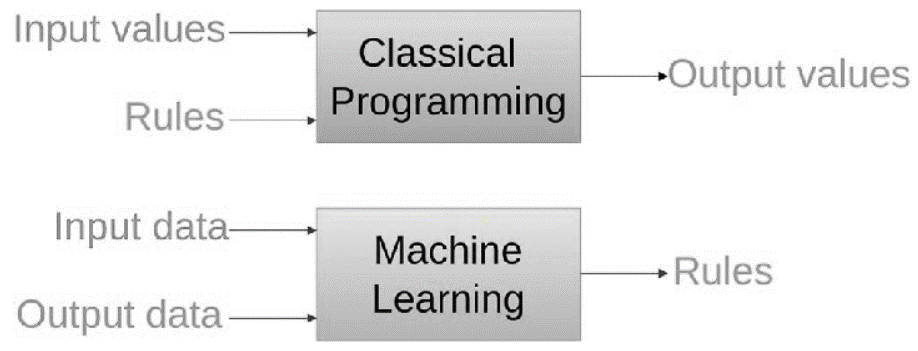 Input values
Rules
Classical
Programming
Output values
Input data
Output data
Machine
Learning
Rules